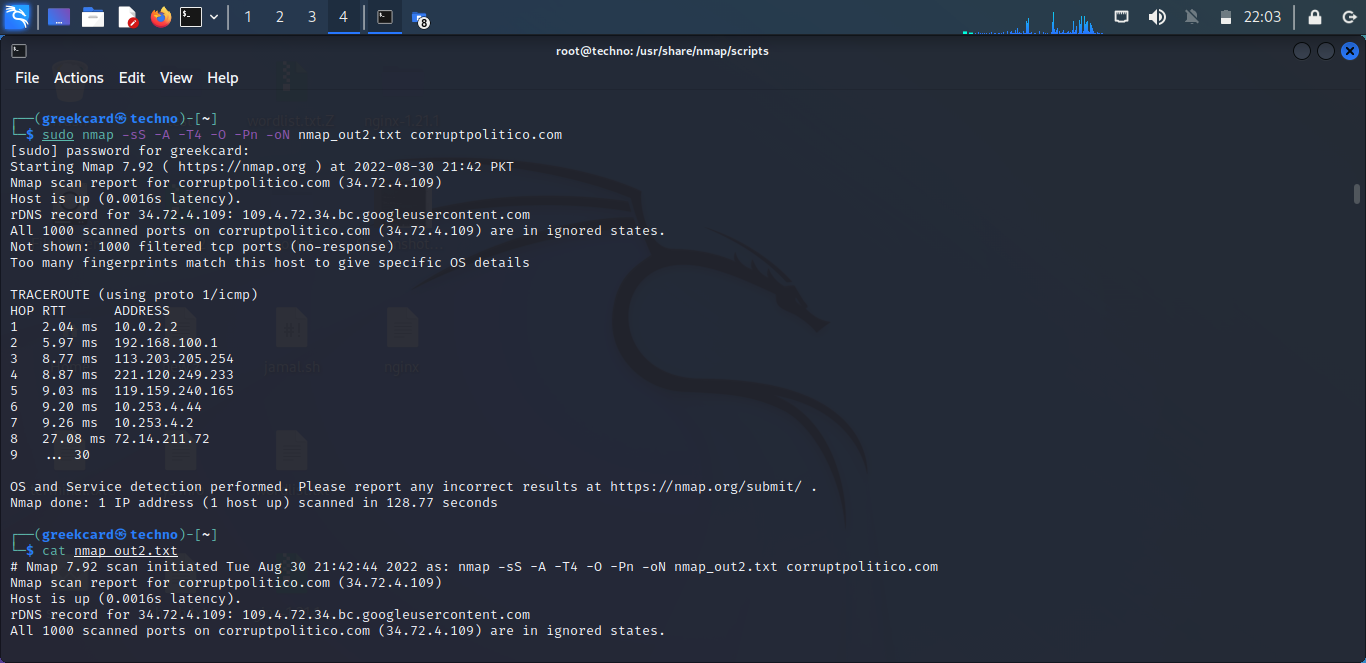 1 2 3 4 8 22:03
root@techno: /usr/share/nmap/scripts
File Actions Edit View Help
┌──(greekcard㉿techno)-[~]
└─$ sudo nmap -sS -A -T4 -O -Pn -oN nmap_out2.txt corruptpolitico.com
[sudo] password for greekcard:
Starting Nmap 7.92 ( https://nmap.org ) at 2022-08-30 21:42 PKT
Nmap scan report for corruptpolitico.com (34.72.4.109)
Host is up (0.0016s latency).
rDNS record for 34.72.4.109: 109.4.72.34.bc.googleusercontent.com
All 1000 scanned ports on corruptpolitico.com (34.72.4.109) are in ignored states.
Not shown: 1000 filtered tcp ports (no-response)
Too many fingerprints match this host to give specific OS details
TRACEROUTE (using proto 1/icmp)
HOP RTT ADDRESS
1 2.04 ms 10.0.2.2
2 5.97 ms 192.168.100.1
3 8.77 ms 113.203.205.254
4 8.87 ms 221.120.249.233
5 9.03 ms 119.159.240.165
6 9.20 ms 10.253.4.44
7 9.26 ms 10.253.4.2
8 27.08 ms 72.14.211.72
9 ... 30
jamal.sh nginx
OS and Service detection performed. Please report any incorrect results at https://nmap.org/submit/ .
Nmap done: 1 IP address (1 host up) scanned in 128.77 seconds
┌──(greekcard㉿techno)-[~]
└─$ cat nmap_out2.txt
# Nmap 7.92 scan initiated Tue Aug 30 21:42:44 2022 as: nmap -sS -A -T4 -O -Pn -oN nmap_out2.txt corruptpolitico.com
Nmap scan report for corruptpolitico.com (34.72.4.109)
Host is up (0.0016s latency).
rDNS record for 34.72.4.109: 109.4.72.34.bc.googleusercontent.com
All 1000 scanned ports on corruptpolitico.com (34.72.4.109) are in ignored states.